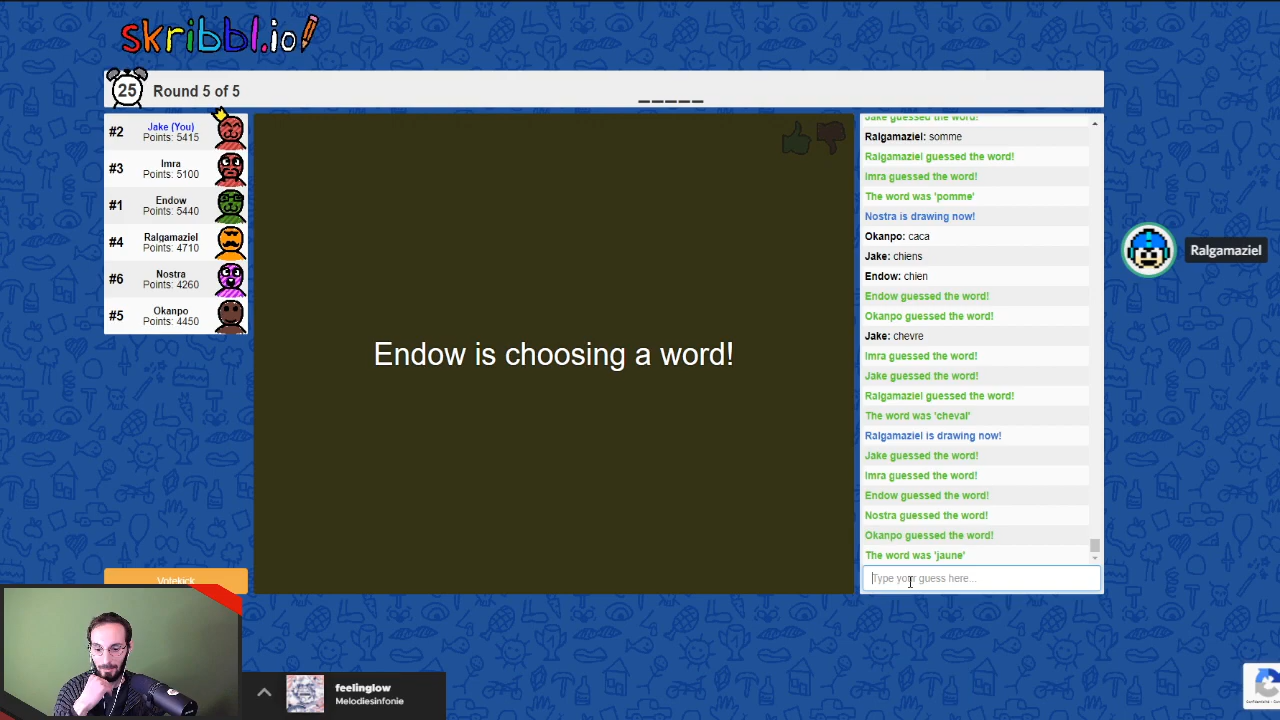 skribbl.io
25
Round 5 of 5
_____
#2
Jake (You)
Points: 5415
#3
Imra
Points: 5100
#1
Endow
Points: 5440
#4
Ralgamaziel
Points: 4710
#6
Nostra
Points: 4260
#5
Okanpo
Points: 4450
Votekick
Endow is choosing a word!
Jake guessed the word!
Ralgamaziel: somme
Ralgamaziel guessed the word!
Imra guessed the word!
The word was 'pomme'
Nostra is drawing now!
Okanpo: caca
Jake: chiens
Endow: chien
Endow guessed the word!
Okanpo guessed the word!
Jake: chevre
Imra guessed the word!
Jake guessed the word!
Ralgamaziel guessed the word!
The word was 'cheval'
Ralgamaziel is drawing now!
Jake guessed the word!
Imra guessed the word!
Endow guessed the word!
Nostra guessed the word!
Okanpo guessed the word!
The word was 'jaune'
Type your guess here...
Ralgamaziel
feelinglow
Melodiesinfonie